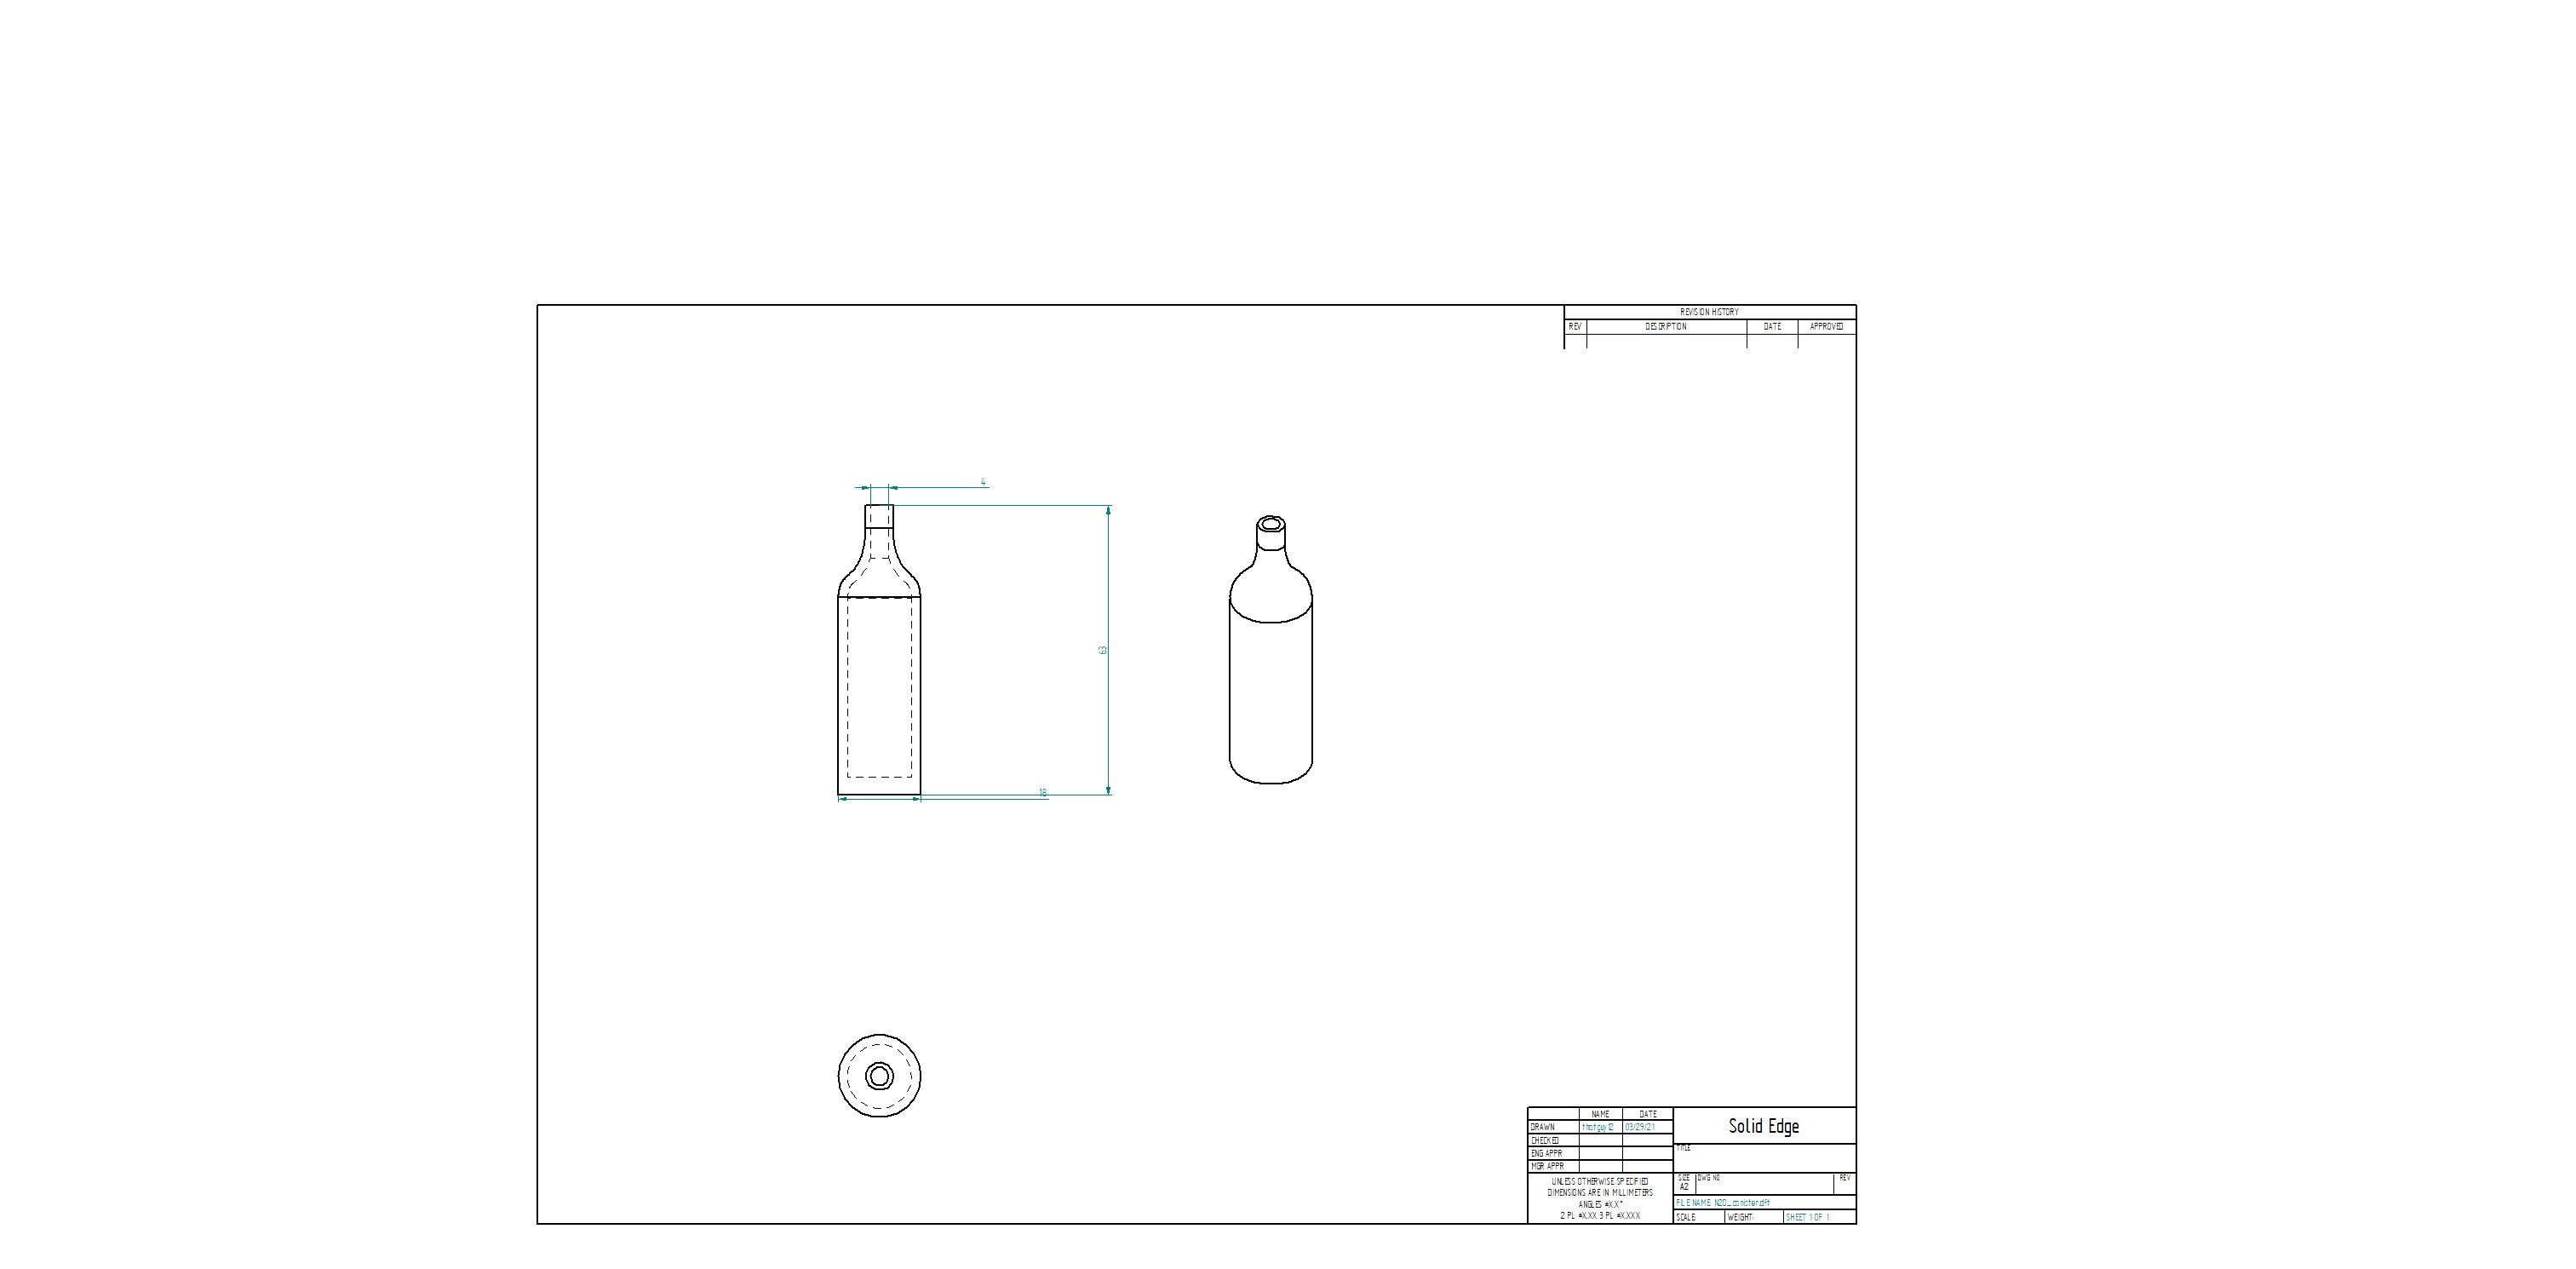 REVISION HISTORY
REV DESCRIPTION DATE APPROVED
4
63
18
NAME DATE
DRAWN thatguy12 03/29/21
CHECKED
ENG APPR
MGR APPR
UNLESS OTHERWISE SPECIFIED
DIMENSIONS ARE IN MILLIMETERS
ANGLES ±X.X°
2 PL ±X.XX 3 PL ±X.XXX
Solid Edge
TITLE
SIZE DWG NO REV
A2
FILE NAME: N20_canister.dft
SCALE: WEIGHT: SHEET 1 OF 1